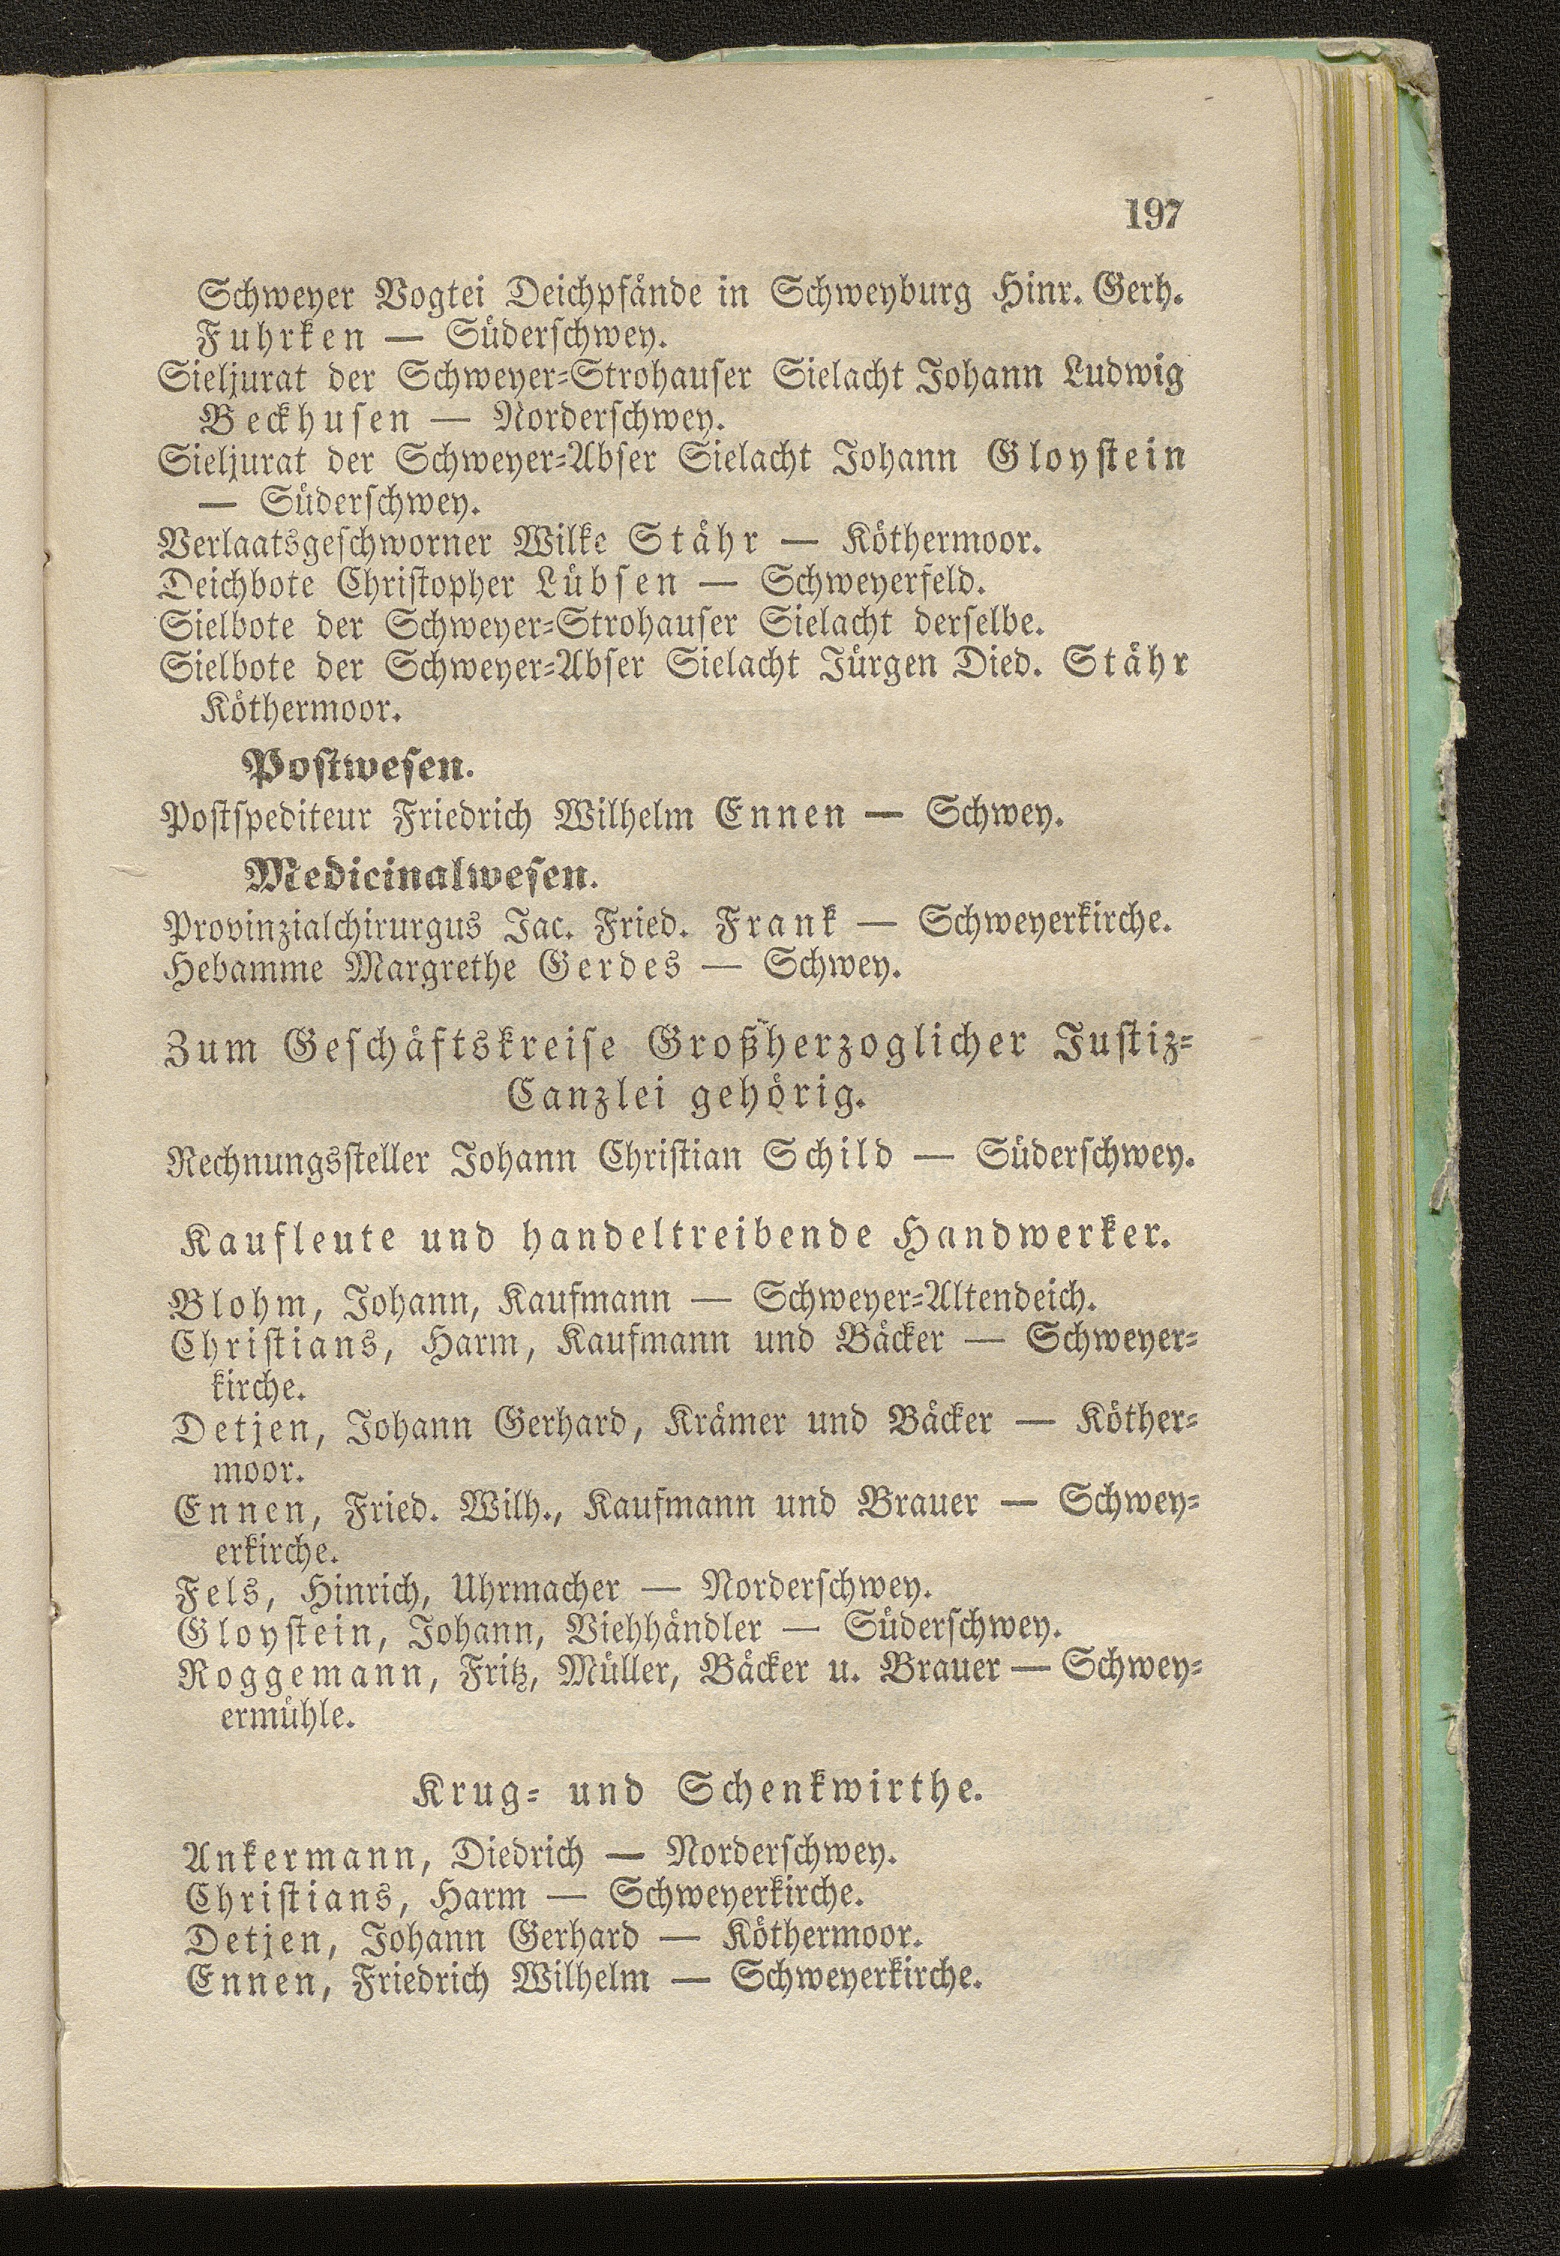 197
Schweyer Vogtei Deichpfände in Schweyburg Hinr. Gerh.
Fuhrken — Süderschwey.
Sieljurat der Schweyer-Strohauser Sielacht Johann Ludwig
Beckhusen — Norderschwey.
Sieljurat der Schweyer-Abser Sielacht Johann Gloystein
— Süderschwey.
Verlaatsgeschworner Wilke Stähr — Köthermoor.
Deichbote Christopher Lübsen — Schweyerfeld.
Sielbote der Schweyer-Strohauser Sielacht derselbe.
Sielbote der Schweyer-Abser Sielacht Jürgen Died. Stähr
Köthermoor.
Postwesen.
Postspediteur Friedrich Wilhelm Ennen — Schwey.
Medicinalwesen.
Provinzialchirurgus Jac. Fried. Frank — Schweyerkirche.
Hebamme Margrethe Gerdes — Schwey.
Zum Geschäftskreise Großherzoglicher Justiz-
Canzlei gehörig.
Rechnungssteller Johann Christian Schild — Süderschwey.
Kaufleute und handeltreibende Handwerker.
Blohm, Johann, Kaufmann — Schweyer-Altendeich.
Christians, Harm, Kaufmann und Bäcker — Schweyer-
kirche.
Detjen, Johann Gerhard, Krämer und Bäcker — Köther-
moor.
Ennen, Fried. Wilh., Kaufmann und Brauer — Schwey-
erkirche.
Fels, Hinrich, Uhrmacher — Norderschwey.
Gloystein, Johann, Viehhändler — Süderschwey.
Roggemann, Fritz, Müller, Bäcker u. Brauer — Schwey-
ermühle.
Krug- und Schenkwirthe.
Ankermann, Diedrich — Norderschwey.
Christians, Harm — Schweyerkirche.
Detjen, Johann Gerhard — Köthermoor.
Ennen, Friedrich Wilhelm — Schweyerkirche.